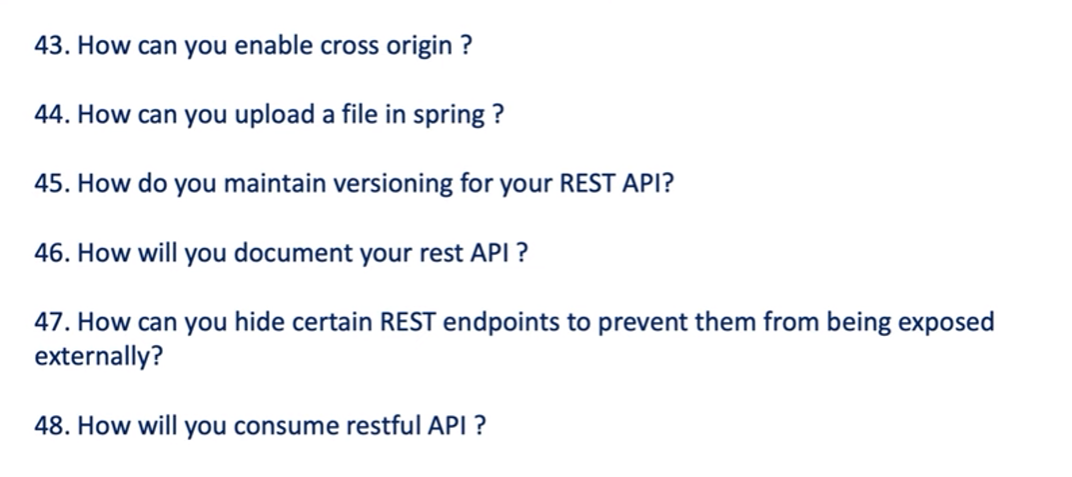 43. How can you enable cross origin ?
44. How can you upload a file in spring ?
45. How do you maintain versioning for your REST API?
46. How will you document your rest API ?
47. How can you hide certain REST endpoints to prevent them from being exposed
externally?
48. How will you consume restful API ?